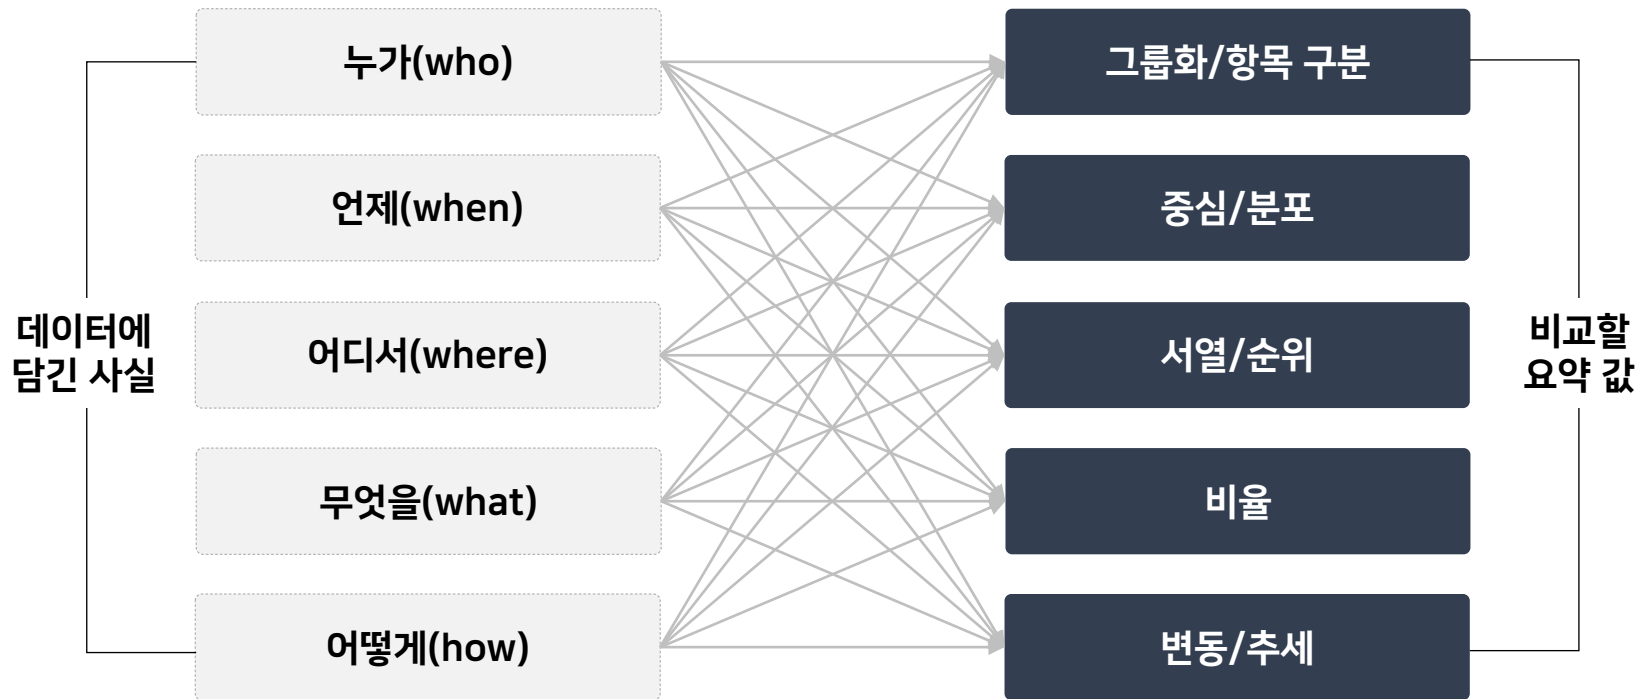 데이터에
담긴 사실
누가(who)
언제(when)
어디서(where)
무엇을(what)
어떻게(how)
그룹화/항목 구분
중심/분포
서열/순위
비율
변동/추세
비교할
요약 값